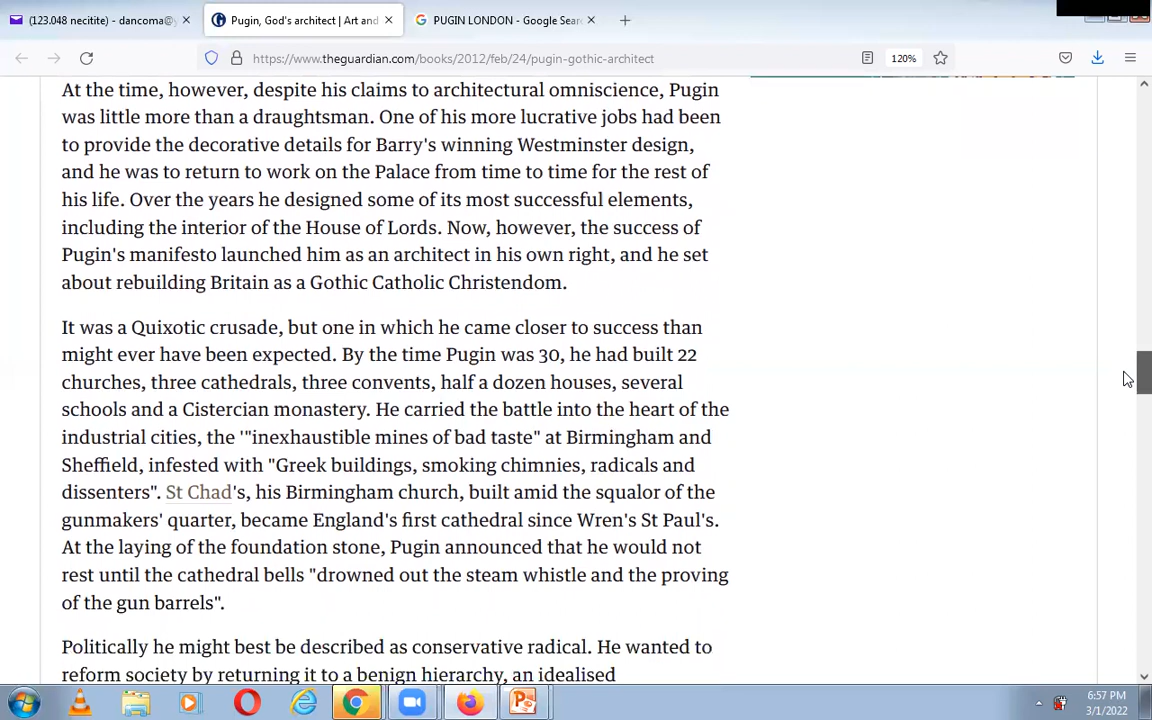 (123.048 necitite) - dancoma@y
Pugin, God's architect | Art and
PUGIN LONDON - Google Sear
https://www.theguardian.com/books/2012/feb/24/pugin-gothic-architect
120%
At the time, however, despite his claims to architectural omniscience, Pugin
was little more than a draughtsman. One of his more lucrative jobs had been
to provide the decorative details for Barry's winning Westminster design,
and he was to return to work on the Palace from time to time for the rest of
his life. Over the years he designed some of its most successful elements,
including the interior of the House of Lords. Now, however, the success of
Pugin's manifesto launched him as an architect in his own right, and he set
about rebuilding Britain as a Gothic Catholic Christendom.
It was a Quixotic crusade, but one in which he came closer to success than
might ever have been expected. By the time Pugin was 30, he had built 22
churches, three cathedrals, three convents, half a dozen houses, several
schools and a Cistercian monastery. He carried the battle into the heart of the
industrial cities, the '"inexhaustible mines of bad taste" at Birmingham and
Sheffield, infested with "Greek buildings, smoking chimnies, radicals and
dissenters". St Chad's, his Birmingham church, built amid the squalor of the
gunmakers' quarter, became England's first cathedral since Wren's St Paul's.
At the laying of the foundation stone, Pugin announced that he would not
rest until the cathedral bells "drowned out the steam whistle and the proving
of the gun barrels".
Politically he might best be described as conservative radical. He wanted to
reform society by returning it to a benign hierarchy, an idealised
6:57 PM
3/1/2022